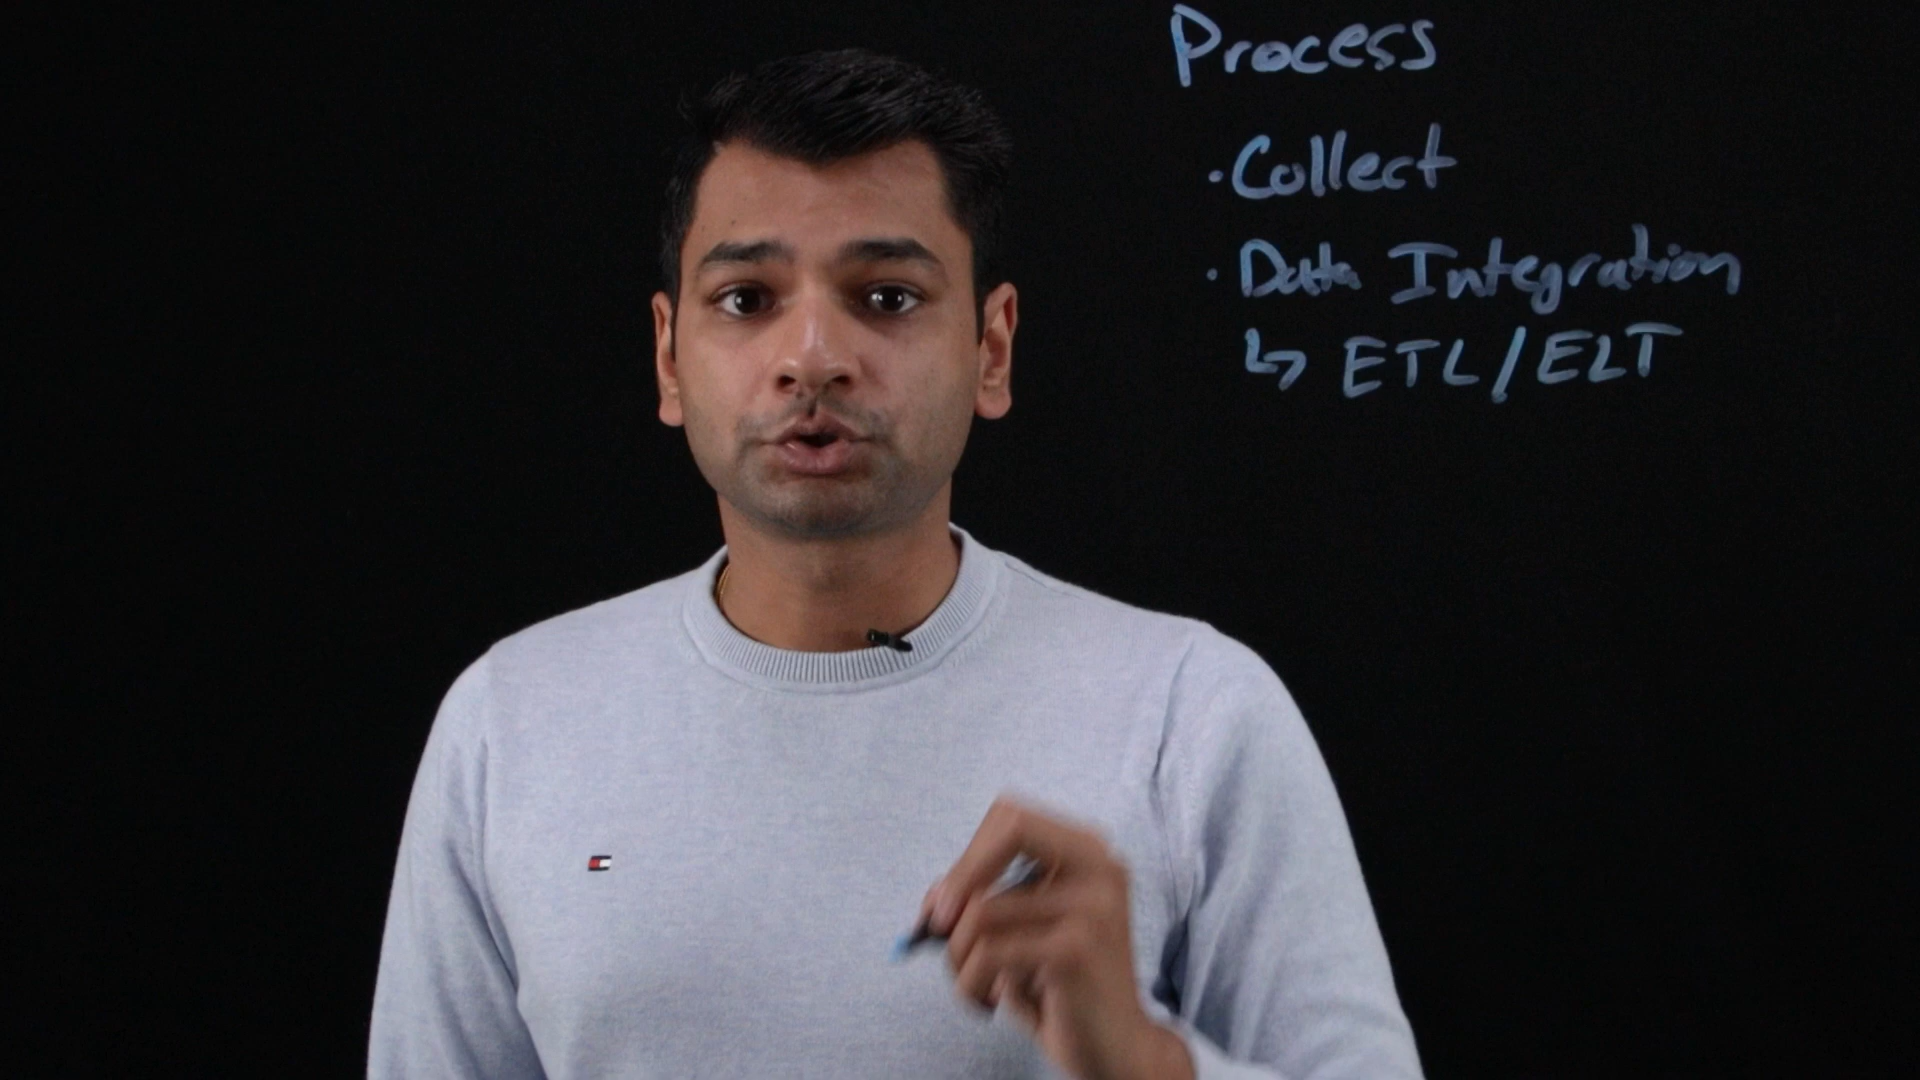 Process
· Collect
· Data Integration
↳ ETL/ELT